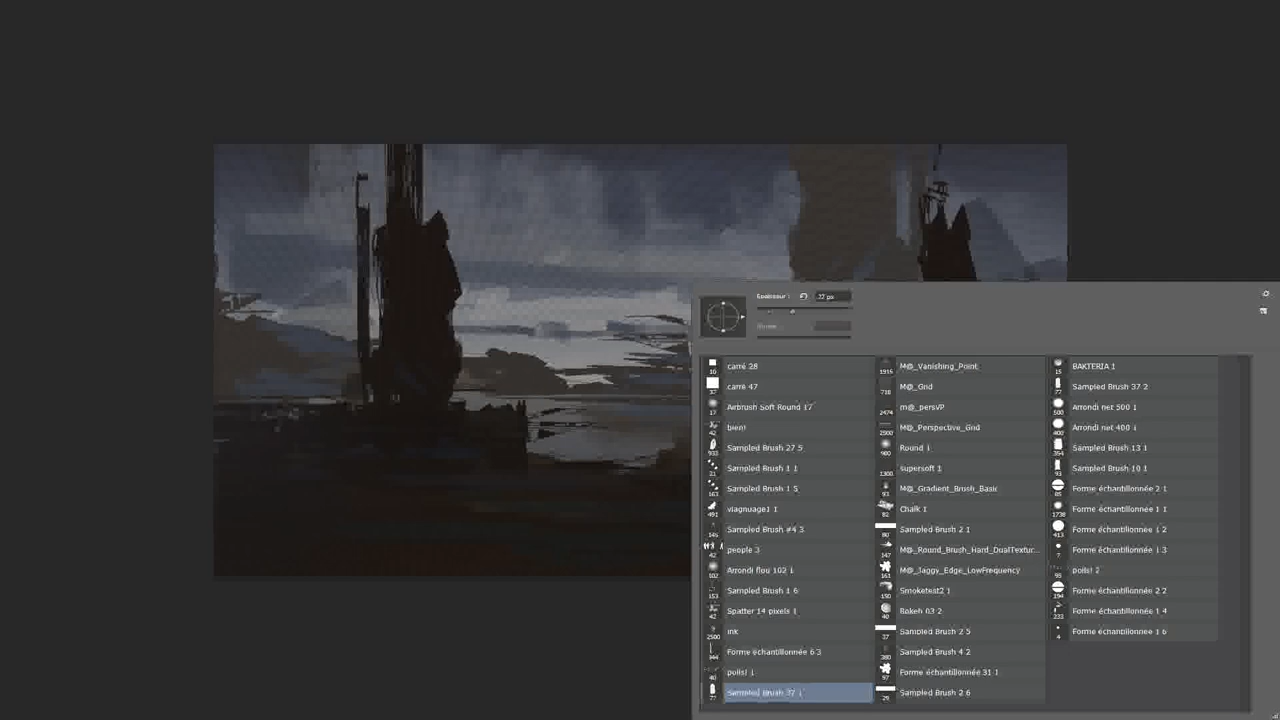 Epaisseur :
carré 28
carré 47
Airbrush Soft Round 17
bien!
Sampled Brush 27 5
Sampled Brush 1 1
Sampled Brush 1 5
viagnuage1 1
Sampled Brush #4 3
people 3
Arrondi flou 102 1
Sampled Brush 1 6
Spatter 14 pixels 1
ink
Forme échantillonnée 6 3
poils! 1
Sampled Brush 37 1
M@_Vanishing_Point
M@_Grid
m@_persVP
M@_Perspective_Grid
Round 1
supersoft 1
M@_Gradient_Brush_Basic
Chalk 1
Sampled Brush 2 1
M@_Round_Brush_Hard_DualTextur...
M@_Jaggy_Edge_LowFrequency
Smoketest2 1
Bokeh 03 2
Sampled Brush 2 5
Sampled Brush 4 2
Forme échantillonnée 31 1
Sampled Brush 2 6
BAKTERIA 1
Sampled Brush 37 2
Arrondi net 500 1
Arrondi net 400 1
Sampled Brush 13 1
Sampled Brush 10 1
Forme échantillonnée 2 1
Forme échantillonnée 1 1
Forme échantillonnée 1 2
Forme échantillonnée 1 3
poils! 2
Forme échantillonnée 2 2
Forme échantillonnée 1 4
Forme échantillonnée 1 6